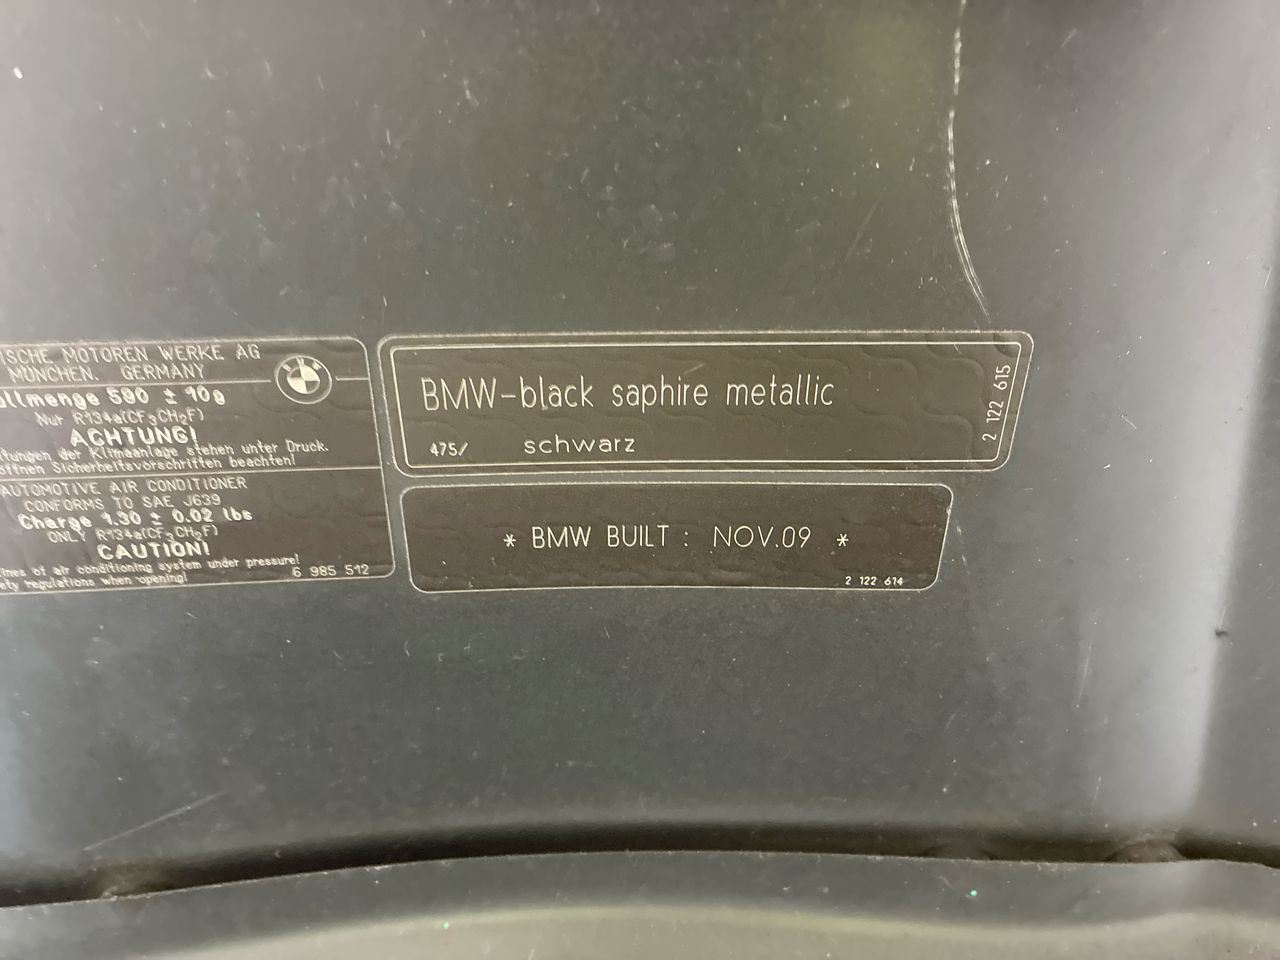 MOTOREN WERKE AG
MÜNCHEN. GERMANY
590 ± 10g
Nur R134a(CF3CH2F)
ACHTUNG!
der Klimaanlage stehen unter Druck.
Sicherheitsvorschriften beachten!
AUTOMOTIVE AIR CONDITIONER
CONFORMS TO SAE J639
Charge 1.30 ± 0.02 lbs
ONLY R134a(CF3CH2F)
CAUTION!
of air conditioning system under pressure!
regulations when opening!
6 985 512
BMW
BMW-black saphire metallic
475/ schwarz
2 122 615
* BMW BUILT : NOV.09 *
2 122 614